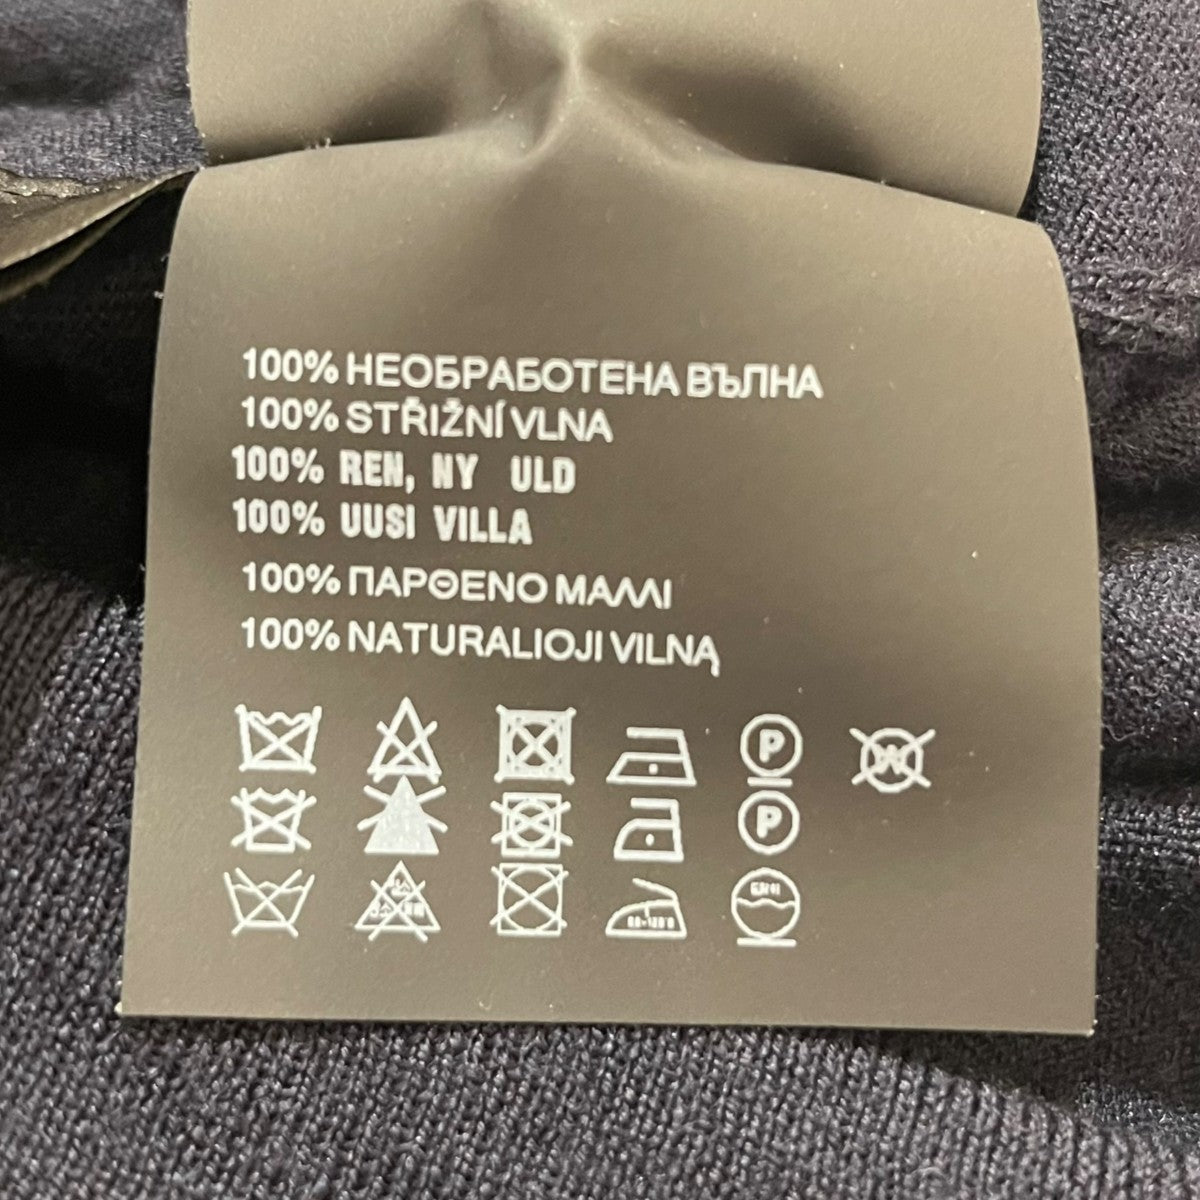 100% НЕОБРАБОТЕНА ВЪЛНА
100% STŘIŽNÍ VLNA
100% REN, NY ULD
100% UUSI VILLA
100% ΠΑΡΘΕΝΟ ΜΑΛΛΙ
100% NATURALIOJI VILNĄ
P W
P